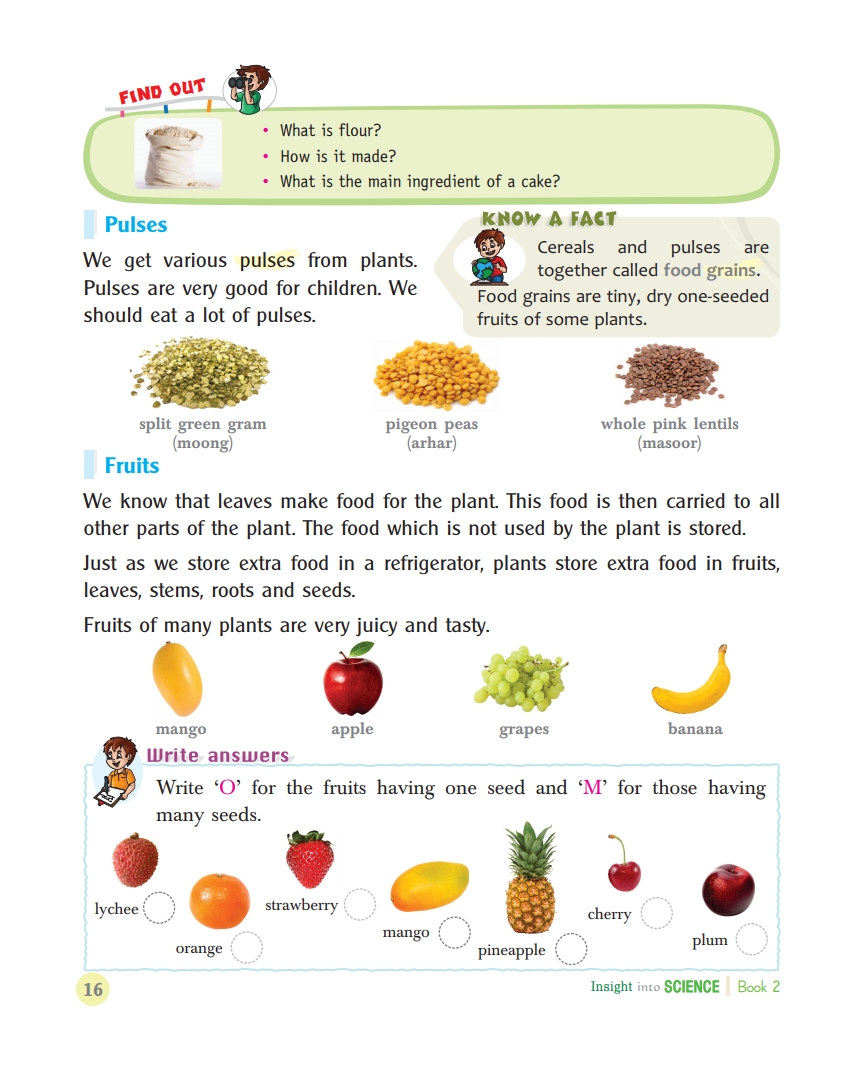 FIND OUT
• What is flour?
• How is it made?
• What is the main ingredient of a cake?
Pulses
We get various pulses from plants.
Pulses are very good for children. We
should eat a lot of pulses.
KNOW A FACT
Cereals and pulses are
together called food grains.
Food grains are tiny, dry one-seeded
fruits of some plants.
split green gram
(moong)
pigeon peas
(arhar)
whole pink lentils
(masoor)
Fruits
We know that leaves make food for the plant. This food is then carried to all
other parts of the plant. The food which is not used by the plant is stored.
Just as we store extra food in a refrigerator, plants store extra food in fruits,
leaves, stems, roots and seeds.
Fruits of many plants are very juicy and tasty.
mango
apple
grapes
banana
Write answers
Write ‘O’ for the fruits having one seed and ‘M’ for those having
many seeds.
lychee
orange
strawberry
mango
pineapple
cherry
plum
16
Insight into SCIENCE Book 2